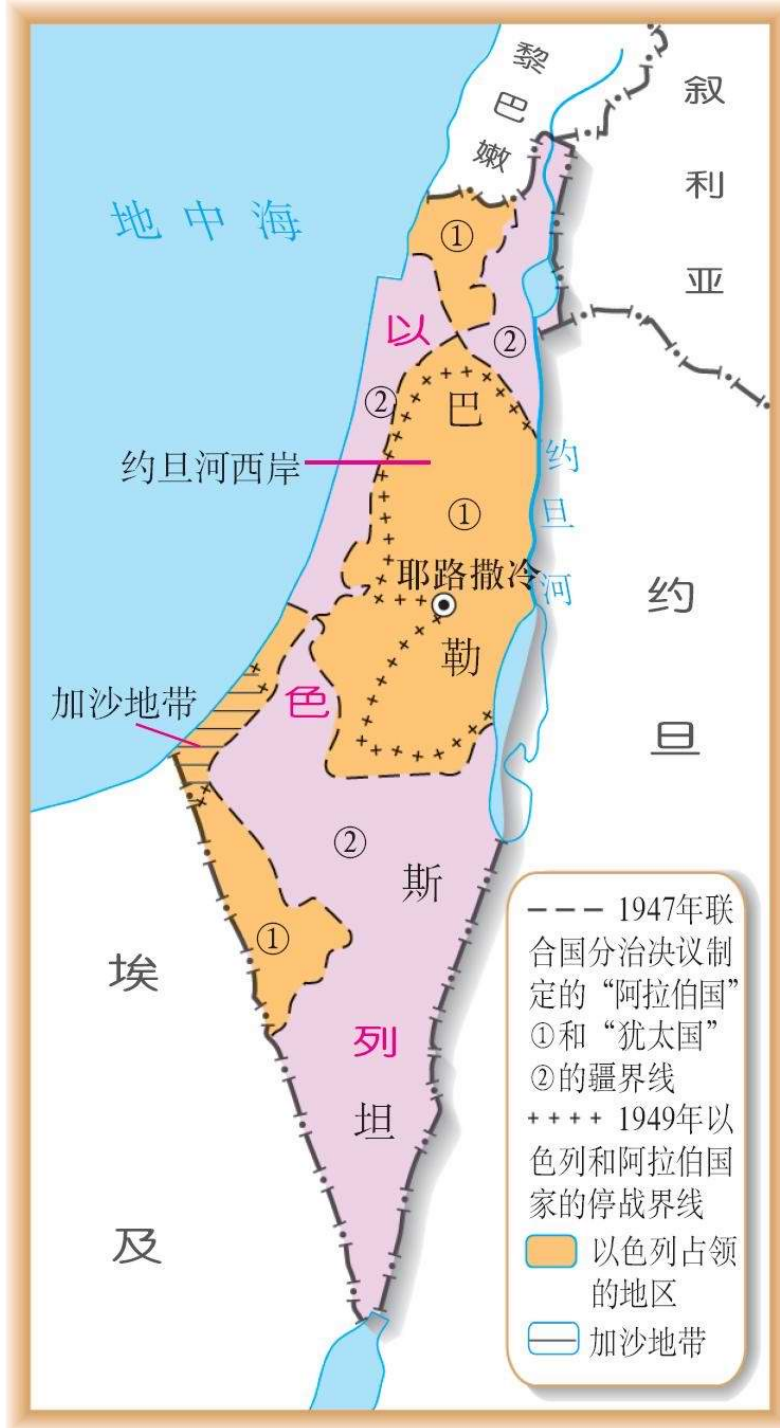 黎巴嫩
叙利亚
地中海
①
以
②
②
巴
约旦河西岸
①
约旦河
耶路撒冷
约旦
勒
加沙地带
色
②
斯
①
埃及
列
坦
---- 1947年联
合国分治决议制
定的“阿拉伯国”
①和“犹太国”
②的疆界线
++++ 1949年以
色列和阿拉伯国
家的停战界线
以色列占领
的地区
加沙地带